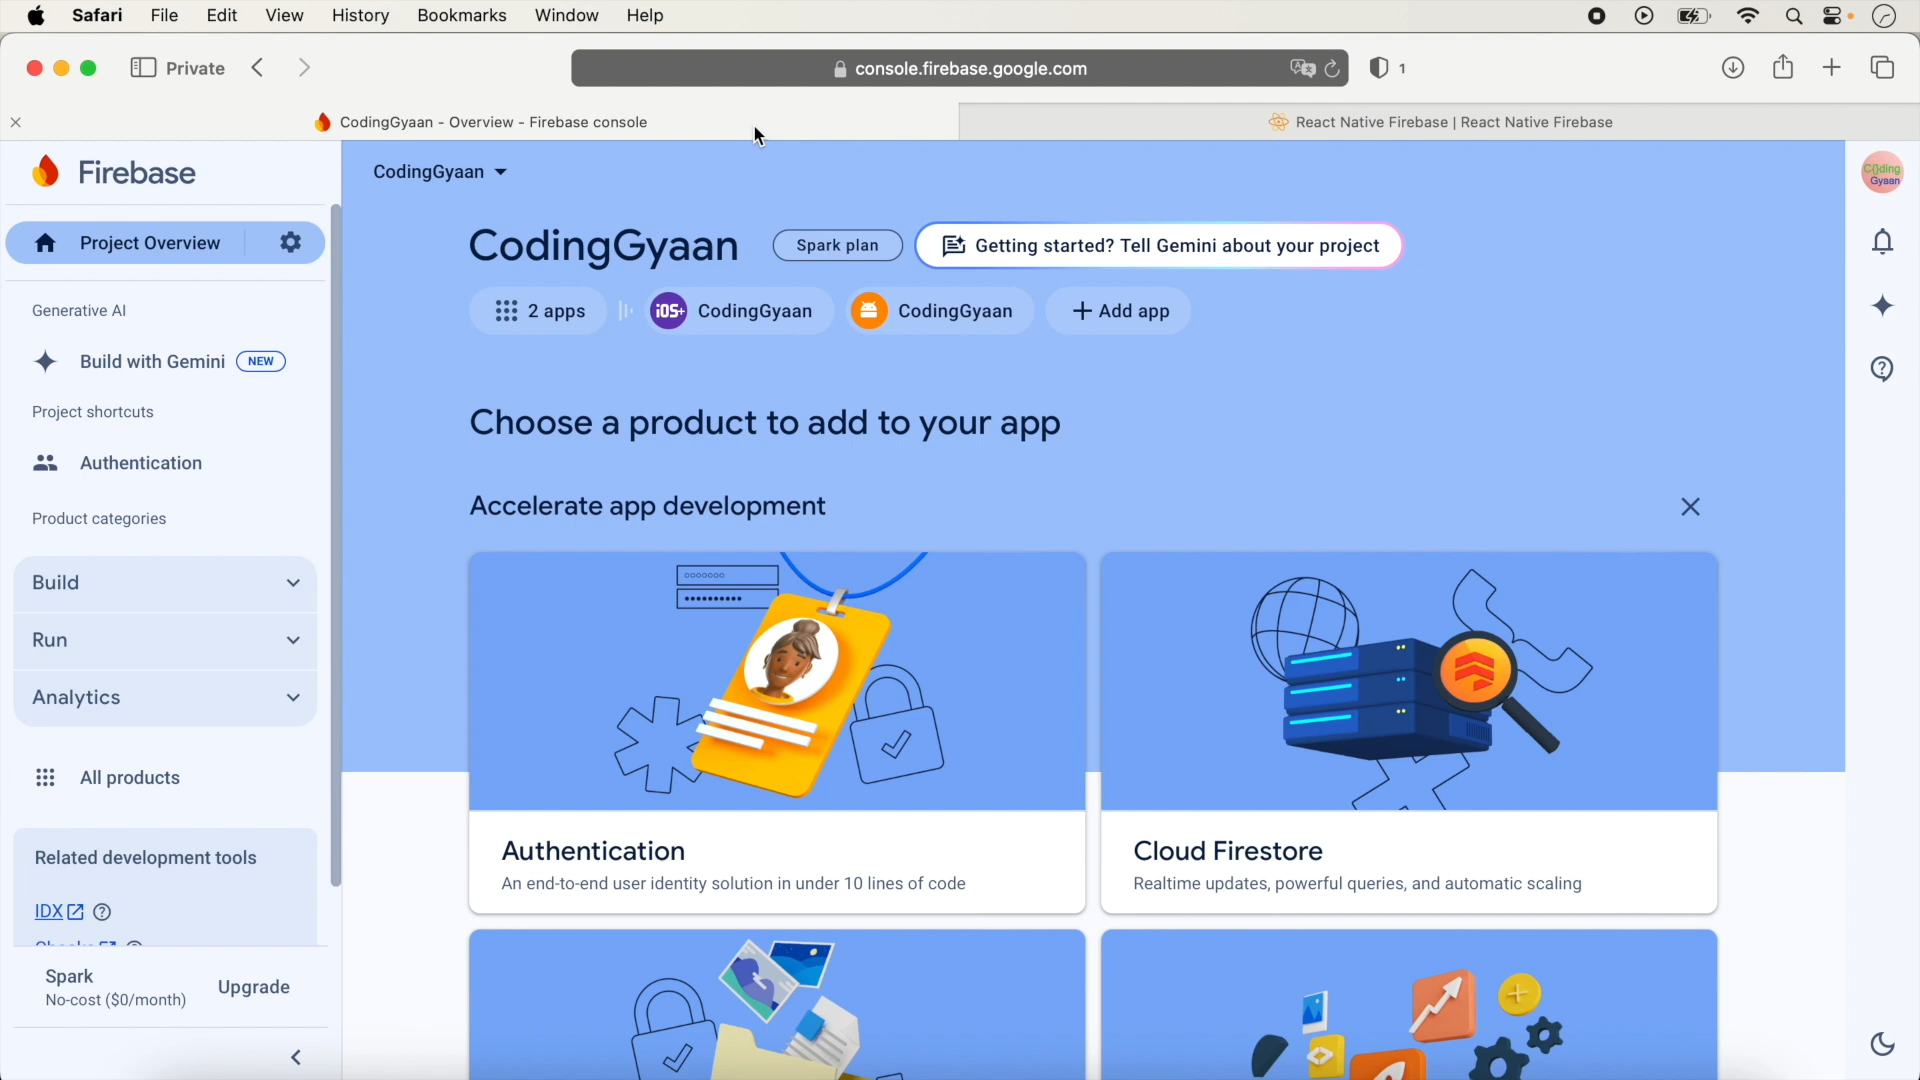 Safari File Edit View History Bookmarks Window Help
Private
console.firebase.google.com
1
CodingGyaan - Overview - Firebase console
React Native Firebase | React Native Firebase
Firebase
CodingGyaan
C{}ding
Gyaan
Project Overview
CodingGyaan
Spark plan
Getting started? Tell Gemini about your project
Generative AI
2 apps
iOS+
CodingGyaan
CodingGyaan
Add app
Build with Gemini
NEW
Project shortcuts
Choose a product to add to your app
Authentication
Accelerate app development
Product categories
Build
Run
Analytics
All products
Authentication
An end-to-end user identity solution in under 10 lines of code
Cloud Firestore
Realtime updates, powerful queries, and automatic scaling
Related development tools
IDX
Spark
No-cost ($0/month)
Upgrade